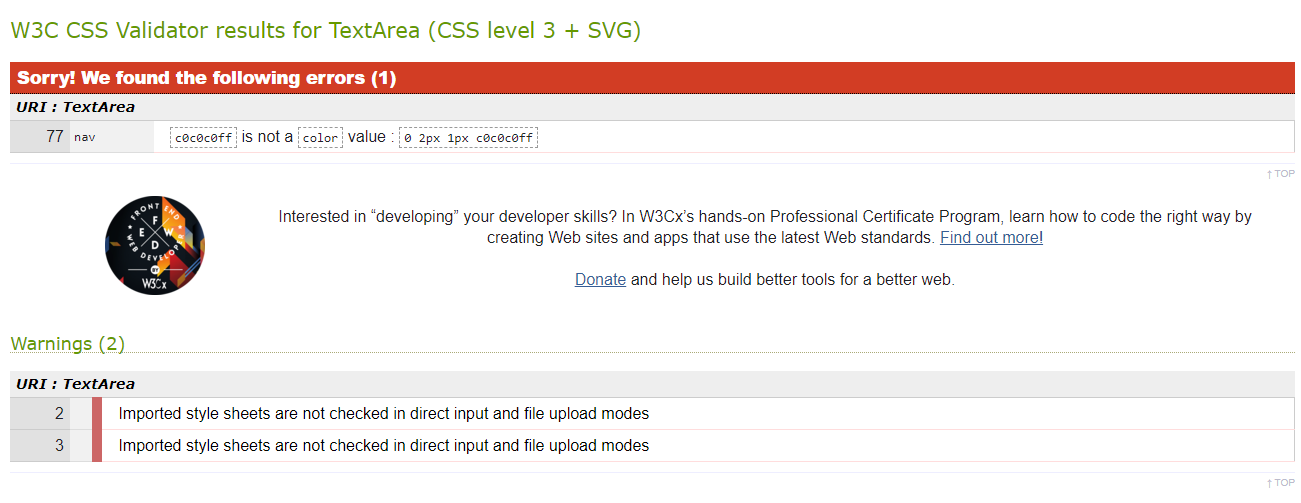 W3C CSS Validator results for TextArea (CSS level 3 + SVG)
Sorry! We found the following errors (1)
URI : TextArea
77 nav c0c0c0ff is not a color value : 0 2px 1px c0c0c0ff
↑ TOP
FRONT END
F
E W
D
WEB DEVELOPER
W3Cx
Interested in “developing” your developer skills? In W3Cx’s hands-on Professional Certificate Program, learn how to code the right way by
creating Web sites and apps that use the latest Web standards. Find out more!
Donate and help us build better tools for a better web.
Warnings (2)
URI : TextArea
2 Imported style sheets are not checked in direct input and file upload modes
3 Imported style sheets are not checked in direct input and file upload modes
↑ TOP